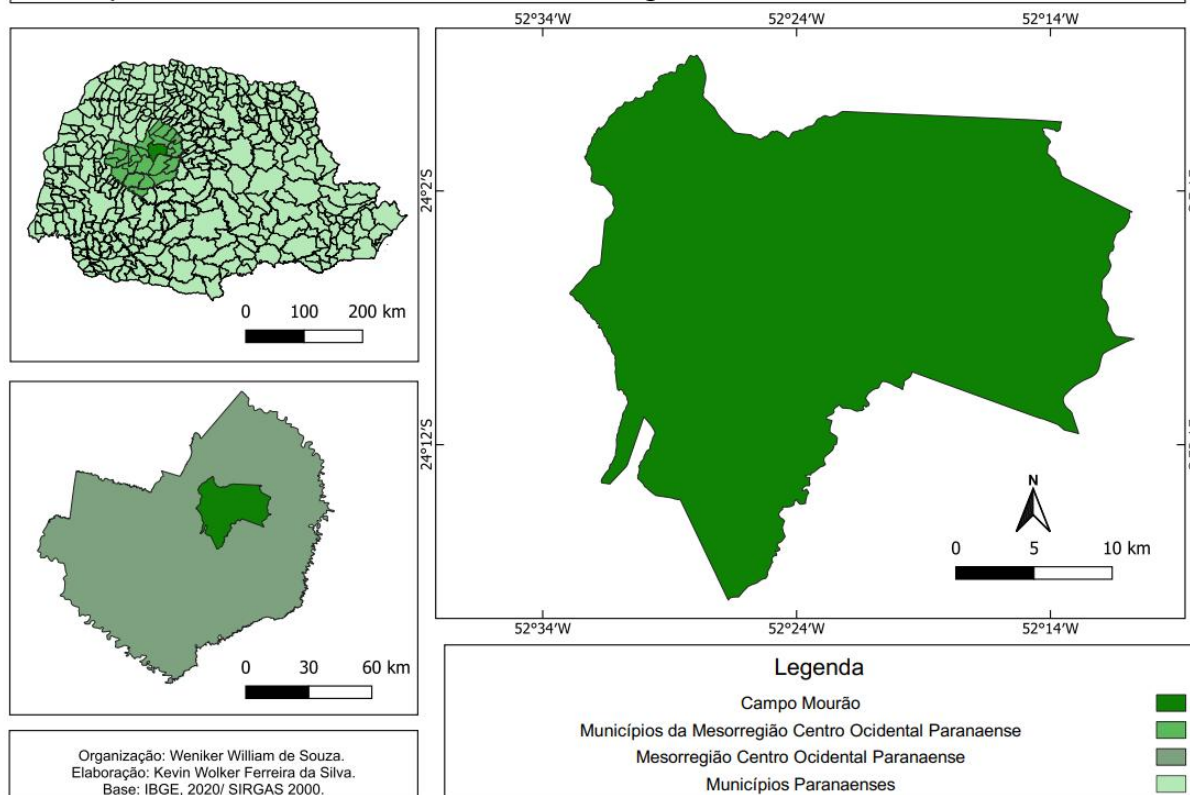 52°34'W 52°24'W 52°14'W
24°2'S
0 100 200 km
24°12'S
N
0 5 10 km
0 30 60 km
52°34'W 52°24'W 52°14'W
Legenda
Campo Mourão
Municípios da Mesorregião Centro Ocidental Paranaense
Mesorregião Centro Ocidental Paranaense
Municípios Paranaenses
Organização: Weniker William de Souza.
Elaboração: Kevin Wolker Ferreira da Silva.
Base: IBGE, 2020/ SIRGAS 2000.